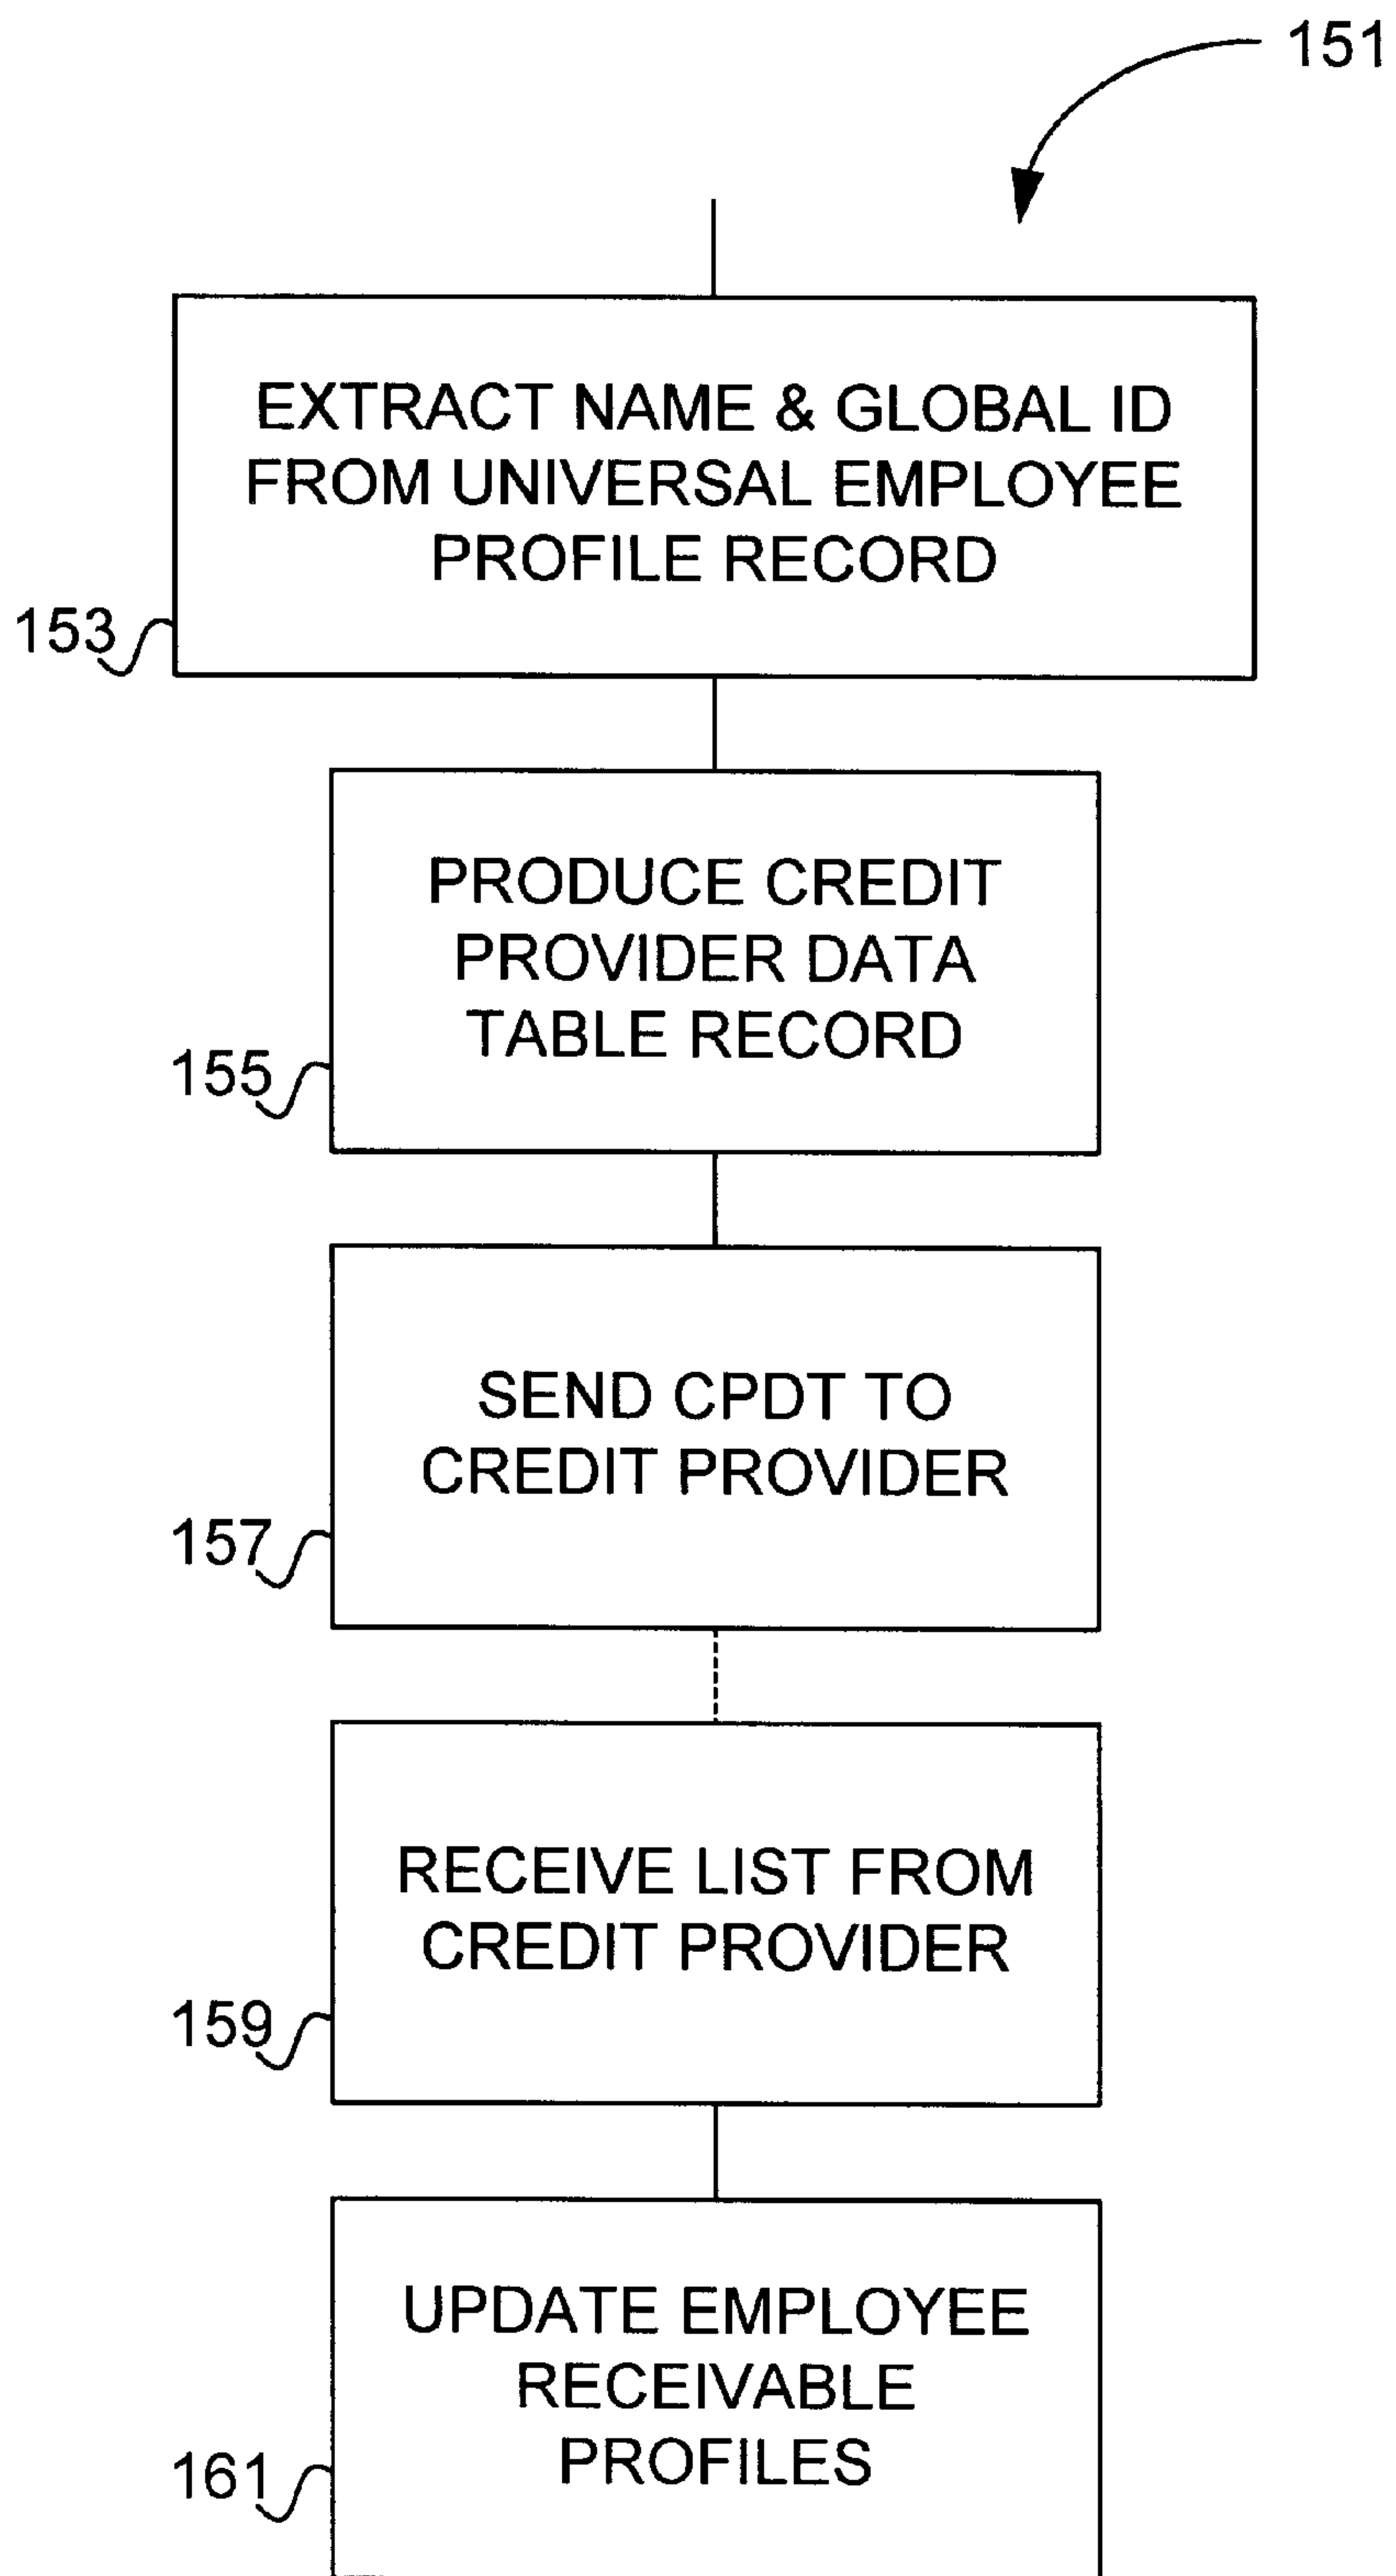 151
EXTRACT NAME & GLOBAL ID
FROM UNIVERSAL EMPLOYEE
PROFILE RECORD
153
PRODUCE CREDIT
PROVIDER DATA
TABLE RECORD
155
SEND CPDT TO
CREDIT PROVIDER
157
RECEIVE LIST FROM
CREDIT PROVIDER
159
UPDATE EMPLOYEE
RECEIVABLE
PROFILES
161